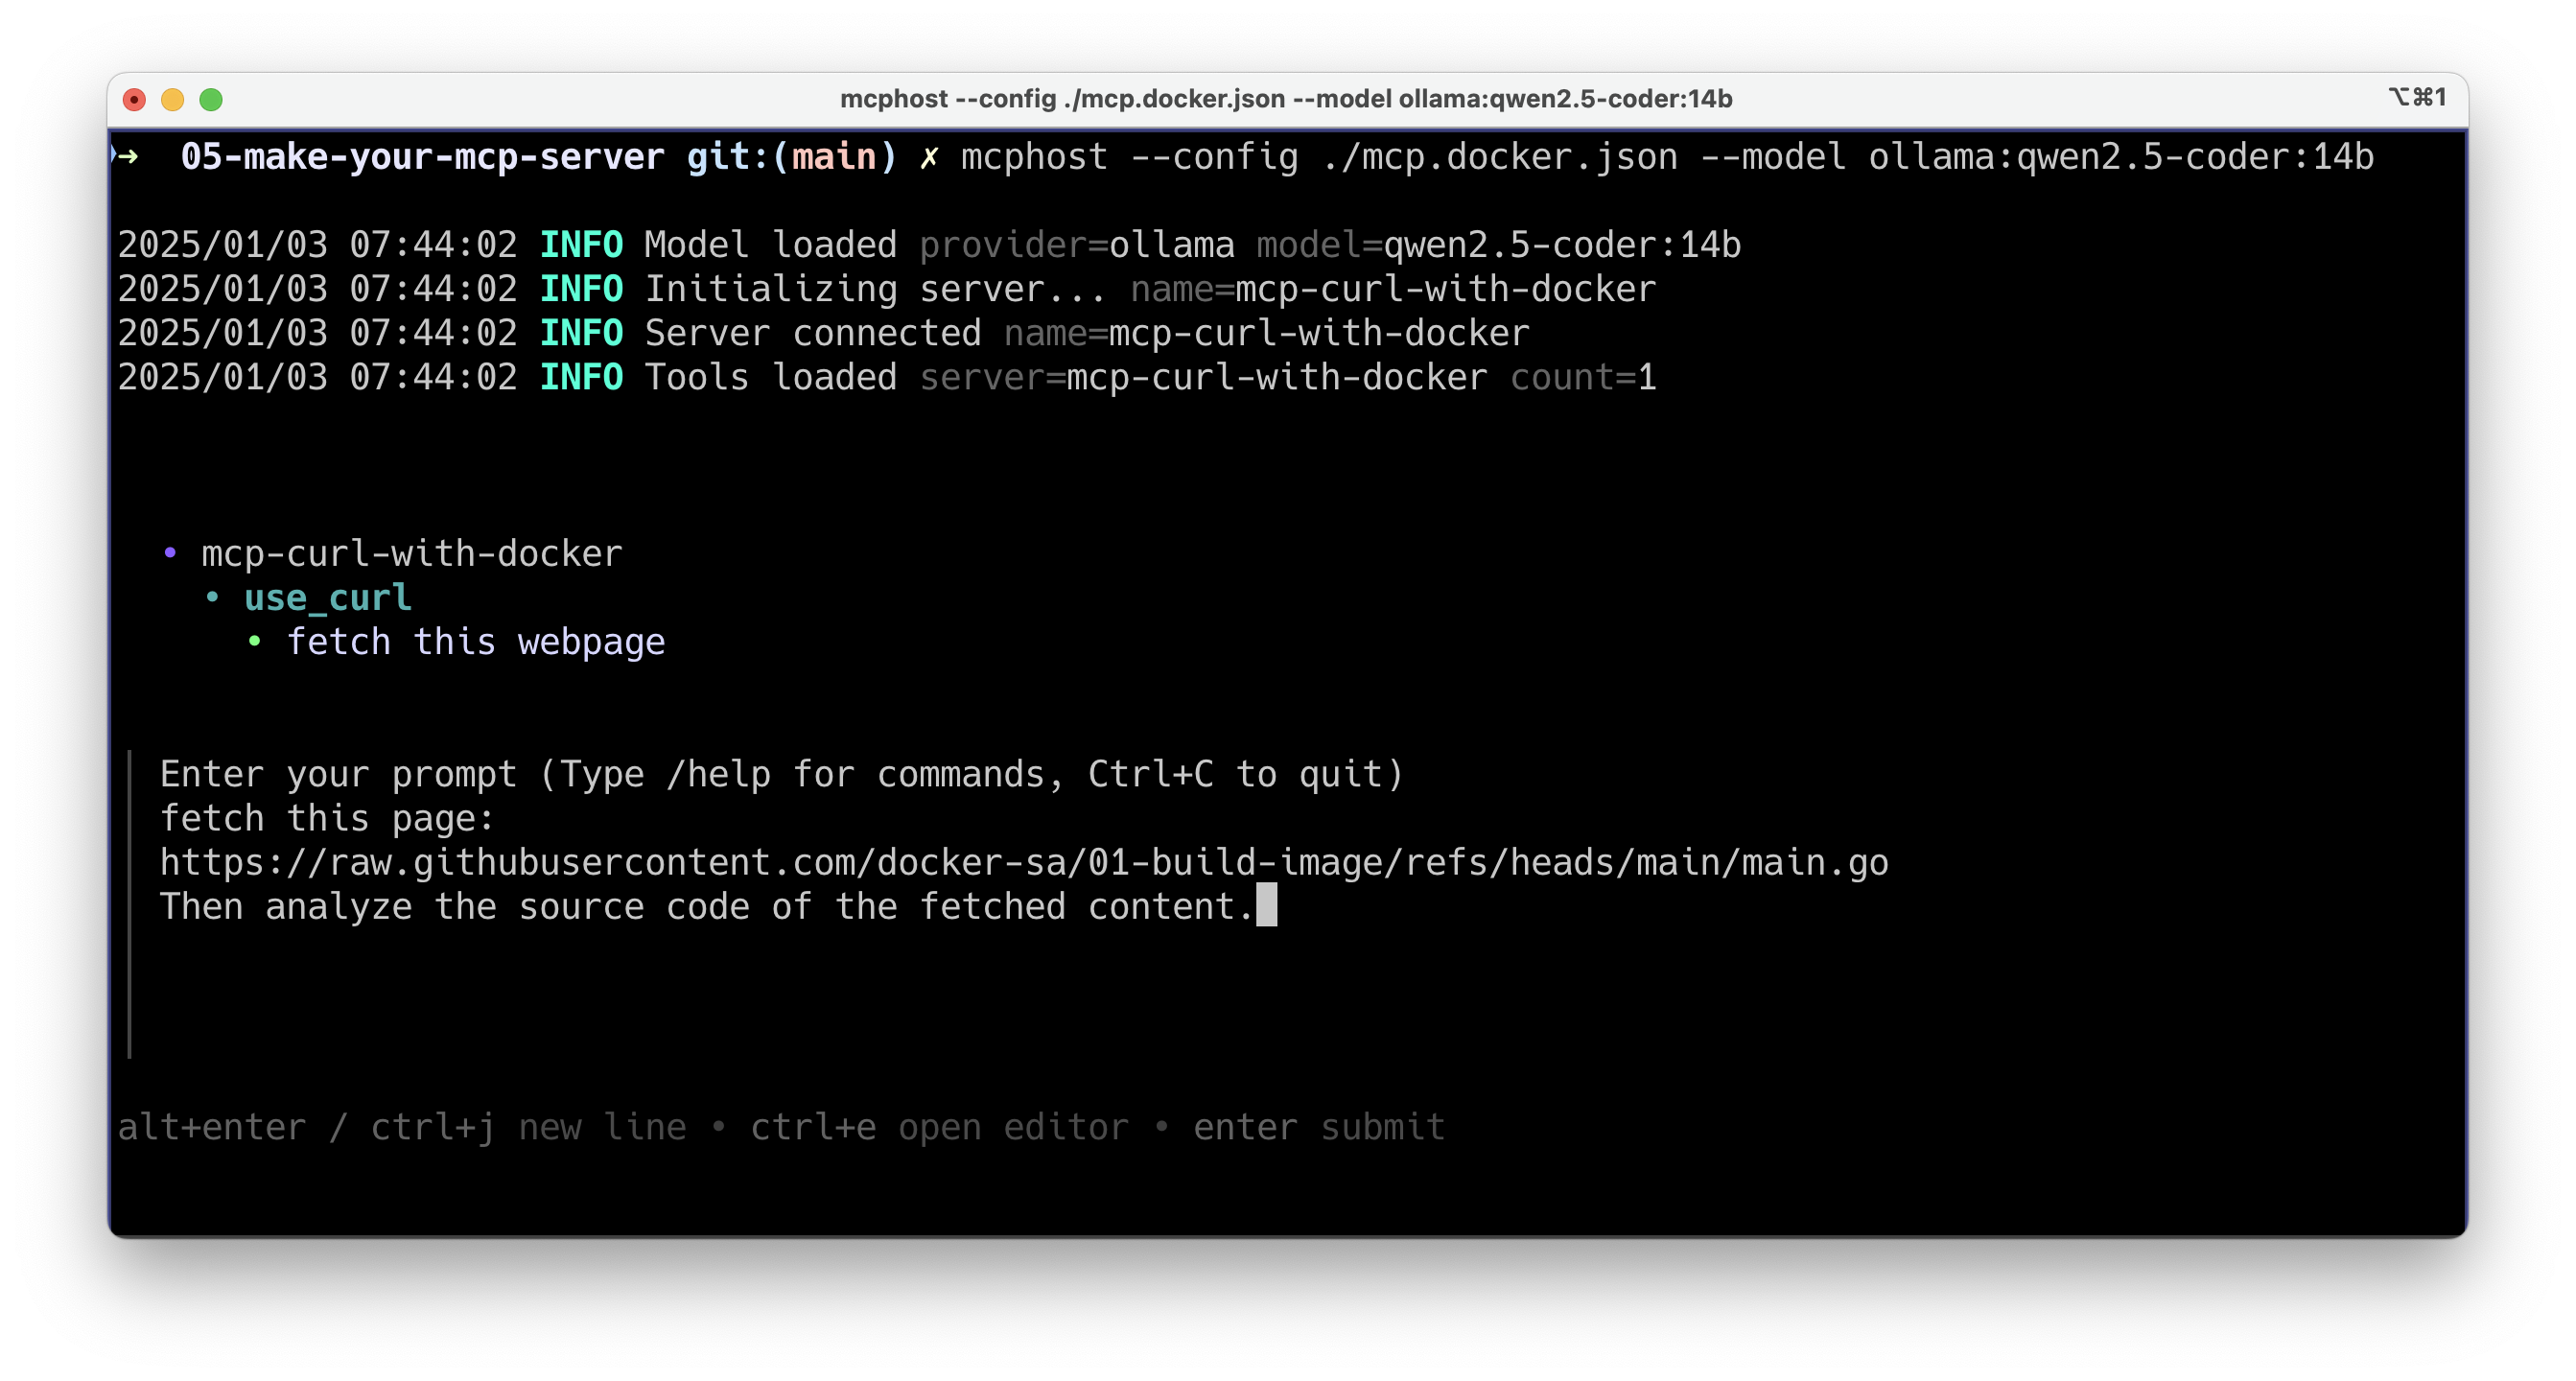 mcphost --config ./mcp.docker.json --model ollama:qwen2.5-coder:14b ⌥⌘1
➜ 05-make-your-mcp-server git:(main) ✗ mcphost --config ./mcp.docker.json --model ollama:qwen2.5-coder:14b
2025/01/03 07:44:02 INFO Model loaded provider=ollama model=qwen2.5-coder:14b
2025/01/03 07:44:02 INFO Initializing server... name=mcp-curl-with-docker
2025/01/03 07:44:02 INFO Server connected name=mcp-curl-with-docker
2025/01/03 07:44:02 INFO Tools loaded server=mcp-curl-with-docker count=1
• mcp-curl-with-docker
• use_curl
• fetch this webpage
Enter your prompt (Type /help for commands, Ctrl+C to quit)
fetch this page:
https://raw.githubusercontent.com/docker-sa/01-build-image/refs/heads/main/main.go
Then analyze the source code of the fetched content.
alt+enter / ctrl+j new line • ctrl+e open editor • enter submit